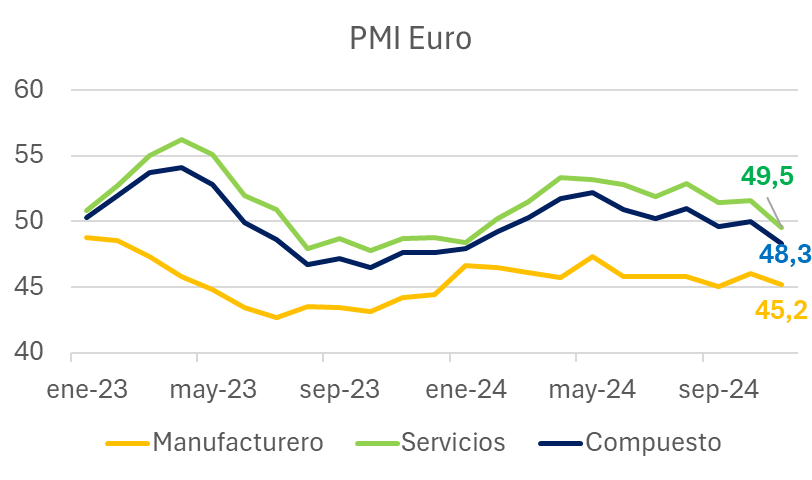 PMI Euro
60
55
49,5
50
48,3
45
45,2
40
ene-23 may-23 sep-23 ene-24 may-24 sep-24
Manufacturero Servicios Compuesto